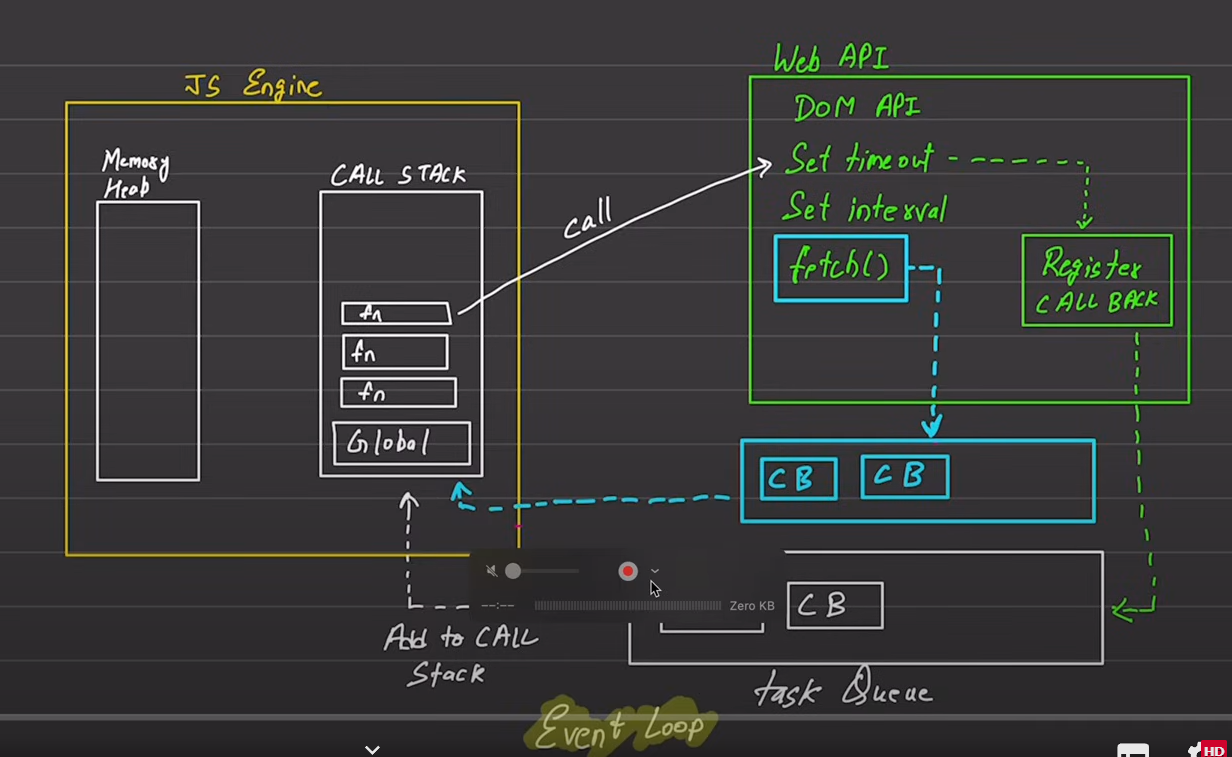 JS Engine
Memory
Heab
CALL STACK
fn
fn
fn
Global
call
Web API
DOM API
Set timeout
Set interval
fetch()
Register
CALL BACK
CB
CB
CB
--:--
Zero KB
Add to CALL
Stack
task Queue
Event Loop
HD